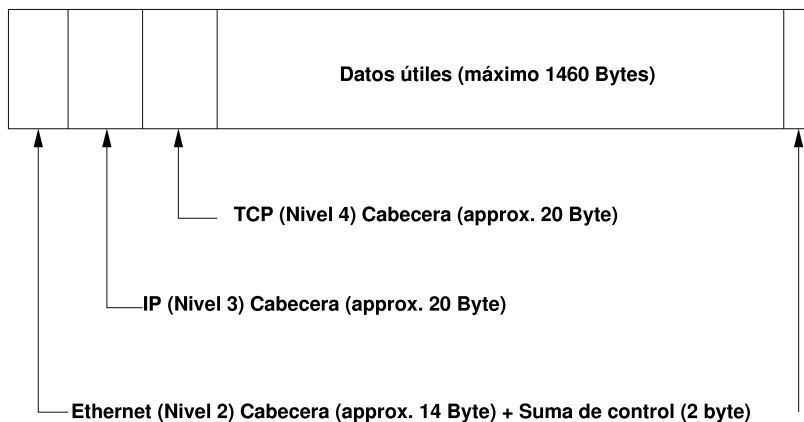 Datos útiles (máximo 1460 Bytes)
TCP (Nivel 4) Cabecera (approx. 20 Byte)
IP (Nivel 3) Cabecera (approx. 20 Byte)
Ethernet (Nivel 2) Cabecera (approx. 14 Byte) + Suma de control (2 byte)